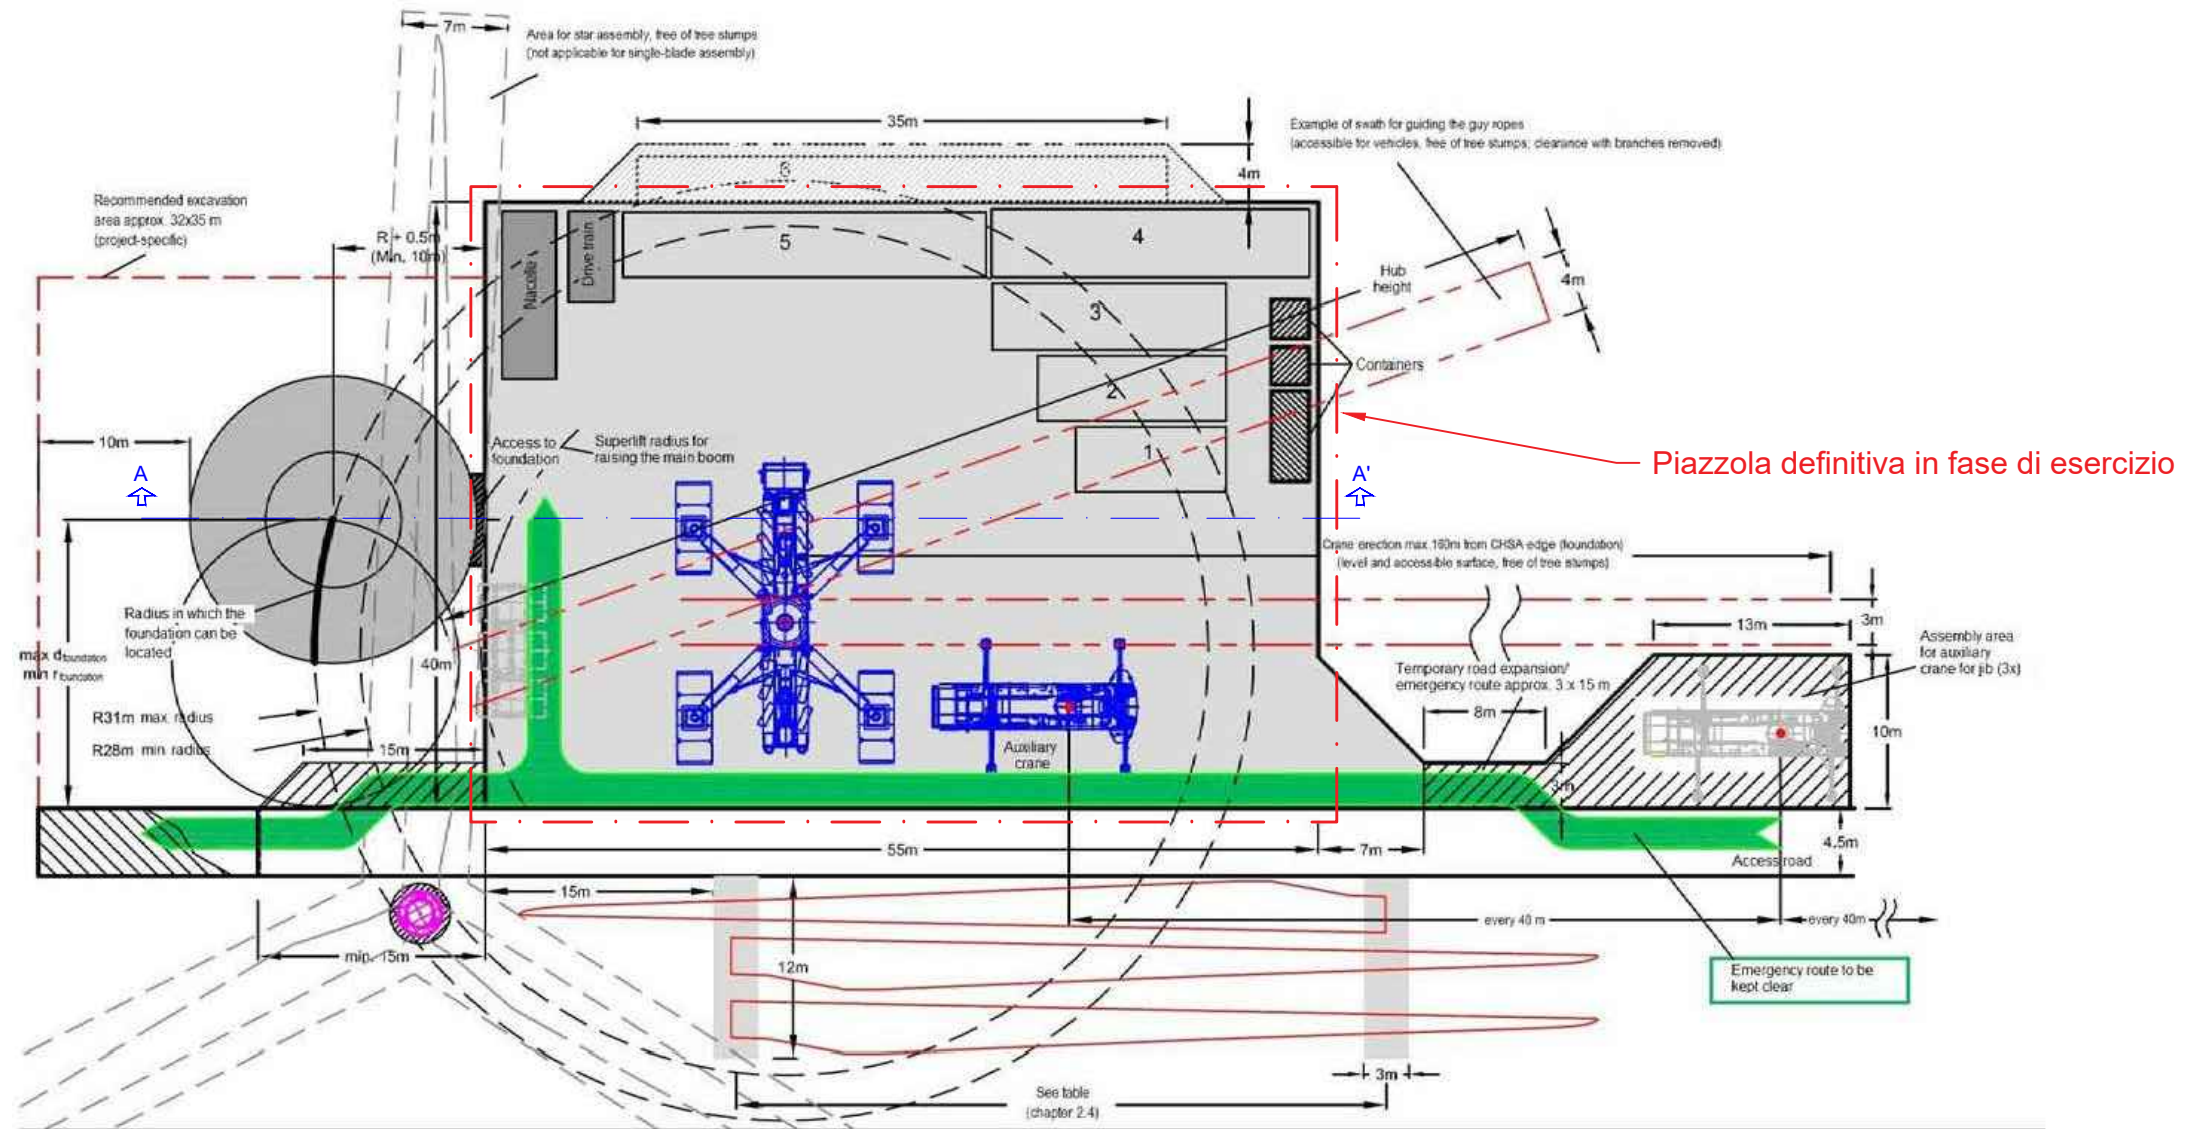 7m
Area for star assembly, free of tree stumps
(not applicable for single-blade assembly)
35m
Example of swath for guiding the guy ropes
(accessible for vehicles, free of tree stumps; clearance with branches removed)
4m
6
Recommended excavation
area approx. 32x35 m
(project-specific)
R + 0.5m
(Min. 10m)
Nacelle
Drive train
5
4
Hub
height
4m
3
2
1
Containers
10m
Access to
foundation
Superlift radius for
raising the main boom
A
A'
Piazzola definitiva in fase di esercizio
Crane erection max.160m from CHSA-edge (foundation)
(level and accessible surface, free of tree stumps)
Radius in which the
foundation can be
located
max dfoundation
min rfoundation
40m
3m
13m
Assembly area
for auxiliary
crane for jib (3x)
Temporary road expansion/
emergency route approx. 3 x 15 m
R31m max. radius
R28m min. radius
15m
8m
10m
Auxiliary
crane
3m
4.5m
Access road
55m
7m
15m
every 40 m
every 40m
min. 15m
12m
Emergency route to be
kept clear
3m
See table
(chapter 2.4)